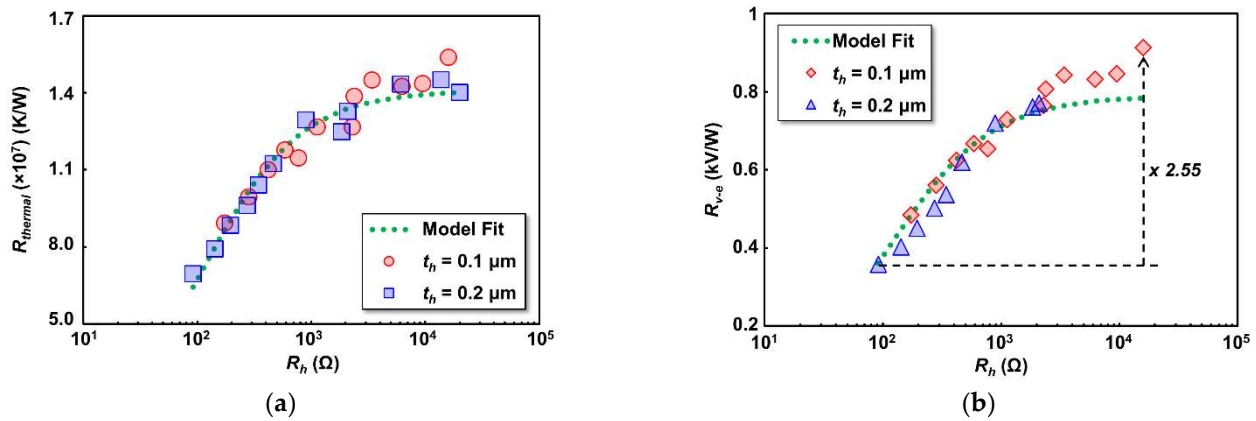 1.7
1.4
1.1
8.0
5.0
R_thermal (×10⁷) (K/W)
Model Fit
t_h = 0.1 μm
t_h = 0.2 μm
10¹ 10² 10³ 10⁴ 10⁵
R_h (Ω)
(a)
1
0.8
0.6
0.4
0.2
R_v-e (kV/W)
Model Fit
t_h = 0.1 μm
t_h = 0.2 μm
x 2.55
10¹ 10² 10³ 10⁴ 10⁵
R_h (Ω)
(b)